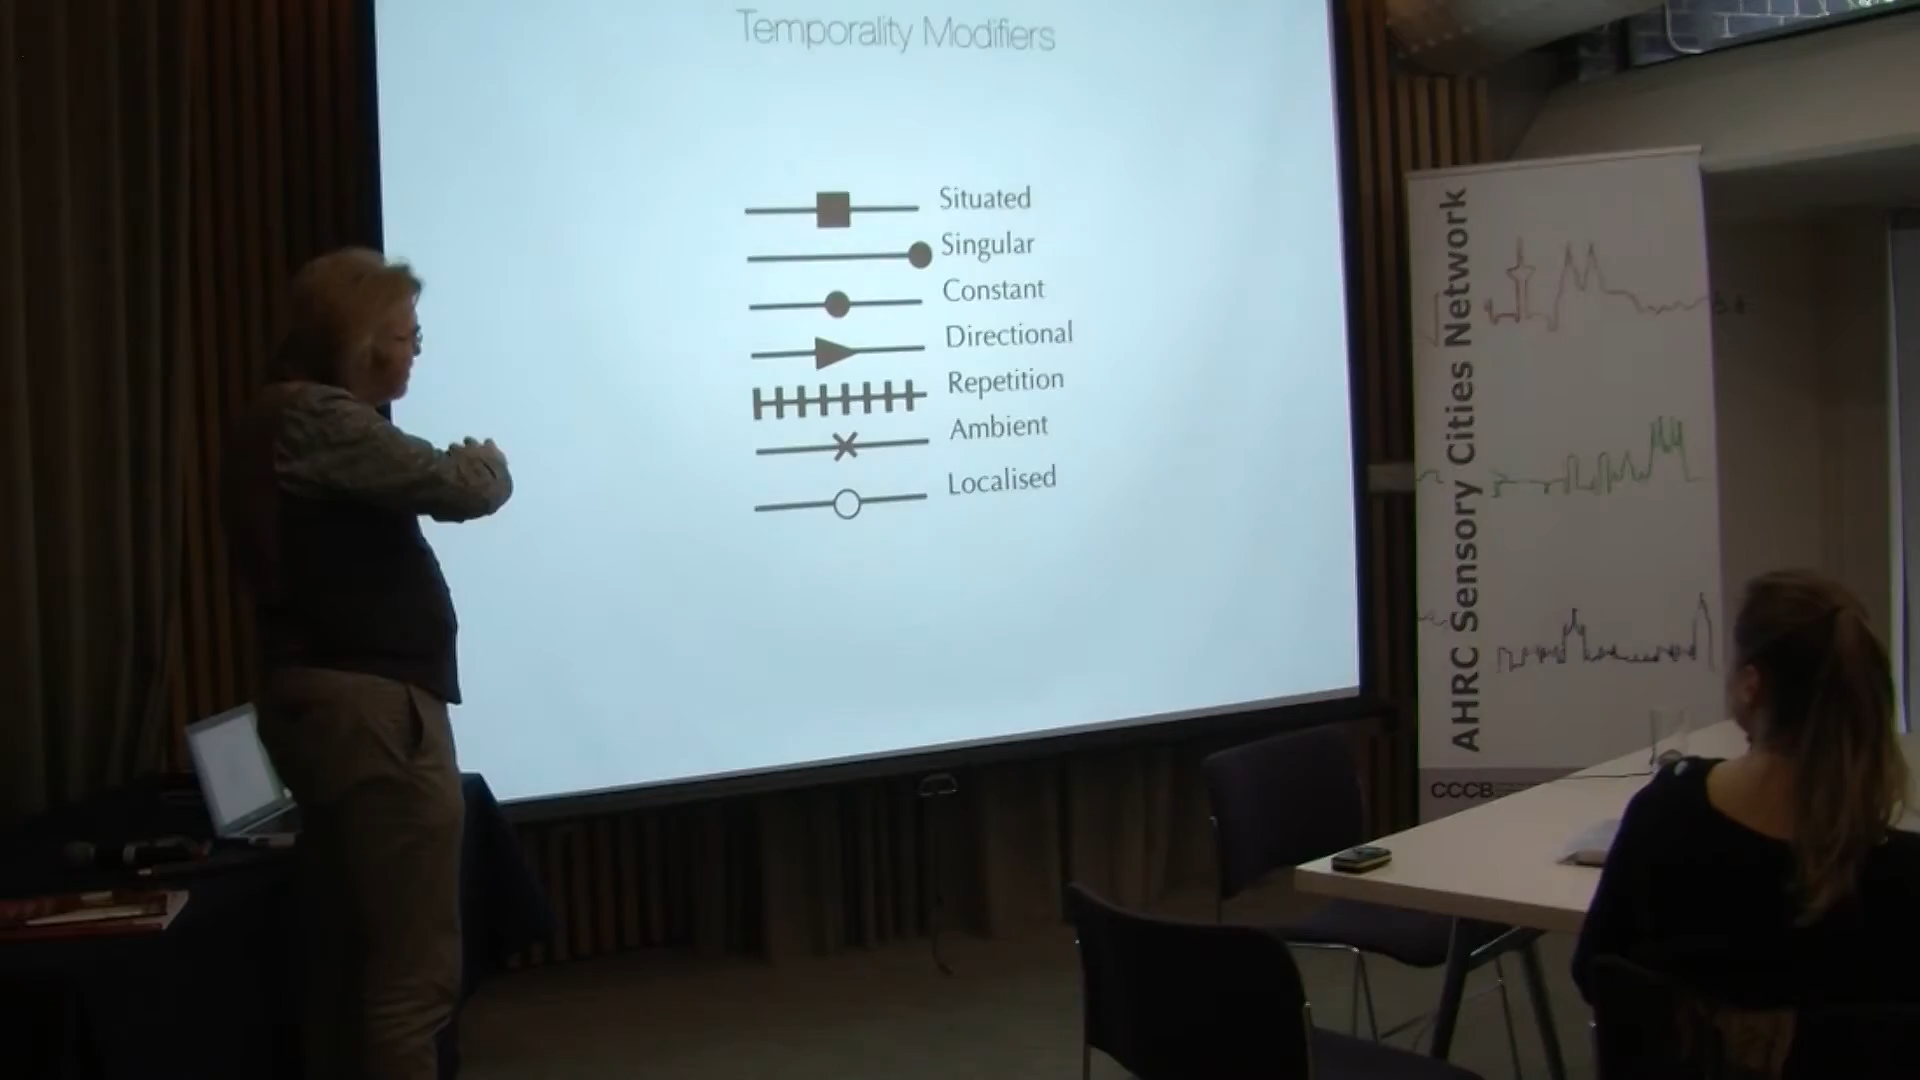 Temporality Modifiers
Situated
Singular
Constant
Directional
Repetition
Ambient
Localised
AHRC Sensory Cities Network
CCCB